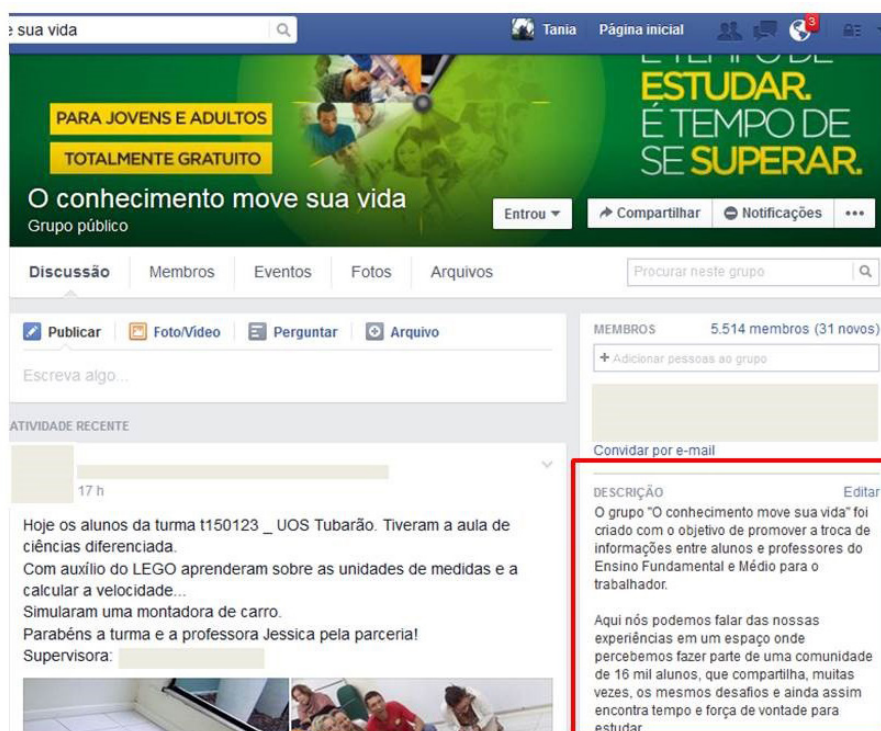 e sua vida
Tania Página inicial
3
PARA JOVENS E ADULTOS
TOTALMENTE GRATUITO
ESTUDAR.
É TEMPO DE
SE SUPERAR.
O conhecimento move sua vida
Grupo público
Entrou
Compartilhar
Notificações
Discussão Membros Eventos Fotos Arquivos
Procurar neste grupo
Publicar Foto/Vídeo Perguntar Arquivo
Escreva algo...
ATIVIDADE RECENTE
17 h
Hoje os alunos da turma t150123 _ UOS Tubarão. Tiveram a aula de
ciências diferenciada.
Com auxílio do LEGO aprenderam sobre as unidades de medidas e a
calcular a velocidade...
Simularam uma montadora de carro.
Parabéns a turma e a professora Jessica pela parceria!
Supervisora:
MEMBROS 5.514 membros (31 novos)
+ Adicionar pessoas ao grupo
Convidar por e-mail
DESCRIÇÃO Editar
O grupo "O conhecimento move sua vida" foi
criado com o objetivo de promover a troca de
informações entre alunos e professores do
Ensino Fundamental e Médio para o
trabalhador.
Aqui nós podemos falar das nossas
experiências em um espaço onde
percebemos fazer parte de uma comunidade
de 16 mil alunos, que compartilha, muitas
vezes, os mesmos desafios e ainda assim
encontra tempo e força de vontade para
estudar